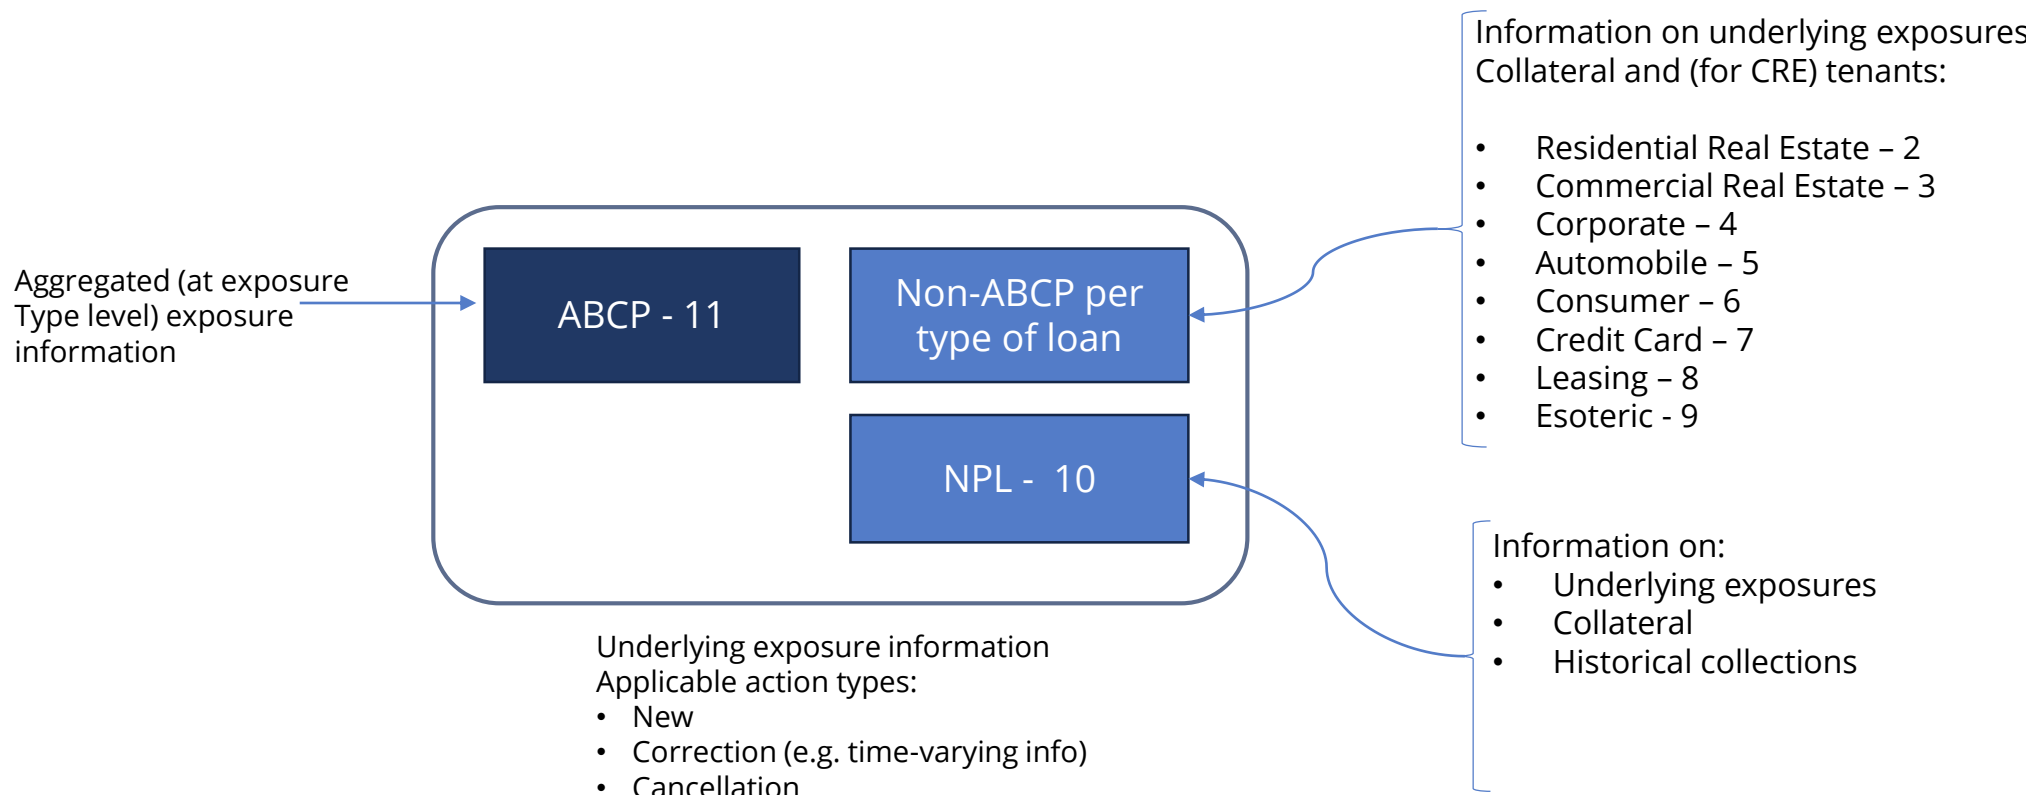 Aggregated (at exposure
Type level) exposure
information
ABCP - 11
Non-ABCP per
type of loan
NPL -  10
Underlying exposure information
Applicable action types:
• New
• Correction (e.g. time-varying info)
• Cancellation
Information on underlying exposures
Collateral and (for CRE) tenants:
• Residential Real Estate – 2
• Commercial Real Estate – 3
• Corporate – 4
• Automobile – 5
• Consumer – 6
• Credit Card – 7
• Leasing – 8
• Esoteric - 9
Information on:
• Underlying exposures
• Collateral
• Historical collections